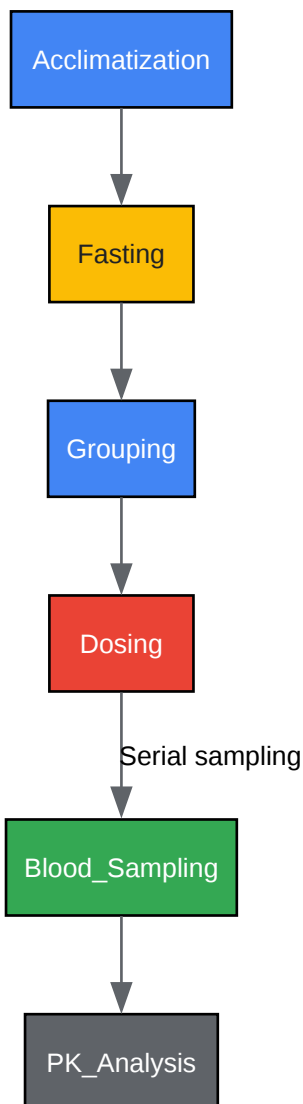 Acclimatization
Fasting
Grouping
Dosing
Serial sampling
Blood_Sampling
PK_Analysis